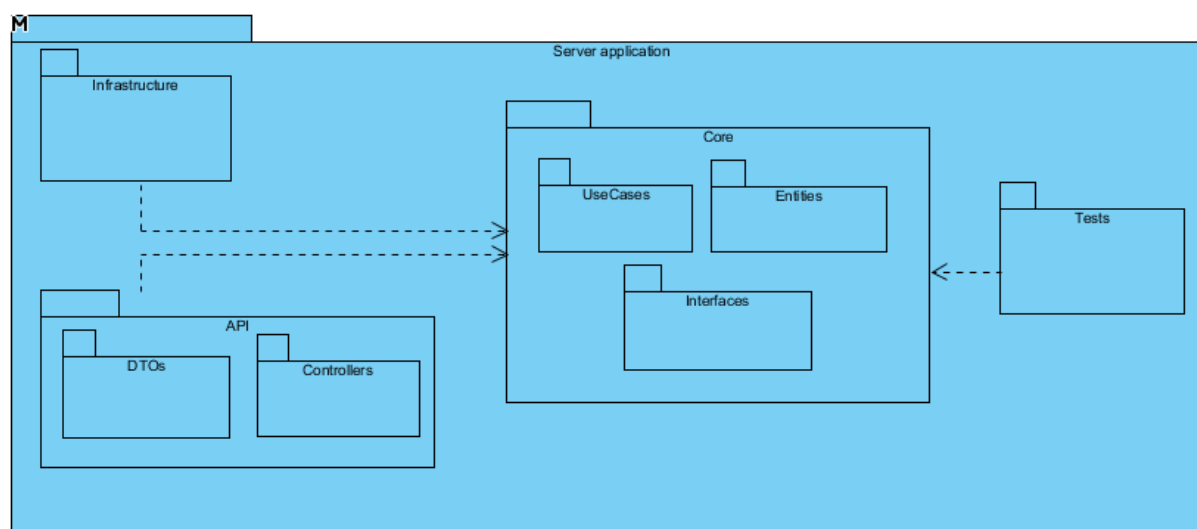 M
Server application
Infrastructure
Core
UseCases
Entities
Tests
Interfaces
API
DTOs
Controllers